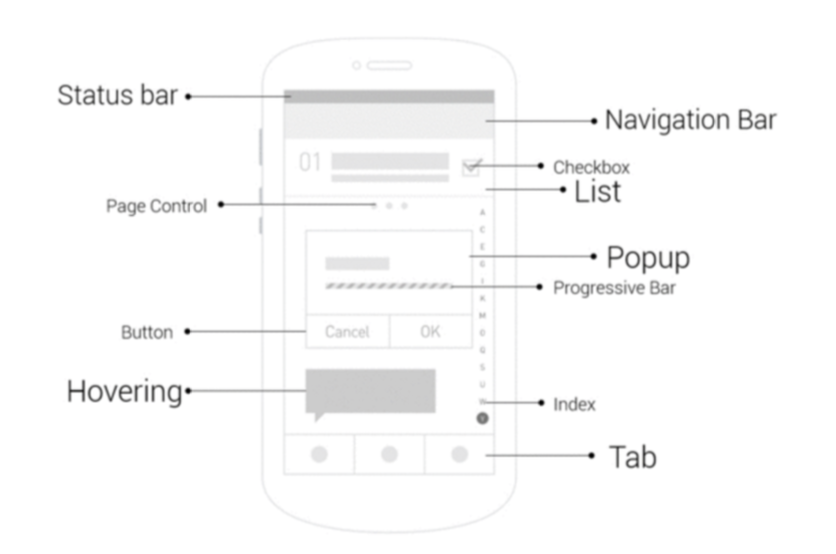 Status bar
Navigation Bar
01
Checkbox
List
Page Control
A
C
E
G
I
K
M
O
Q
S
U
W
Popup
Progressive Bar
Button
Cancel
OK
Hovering
Index
Tab